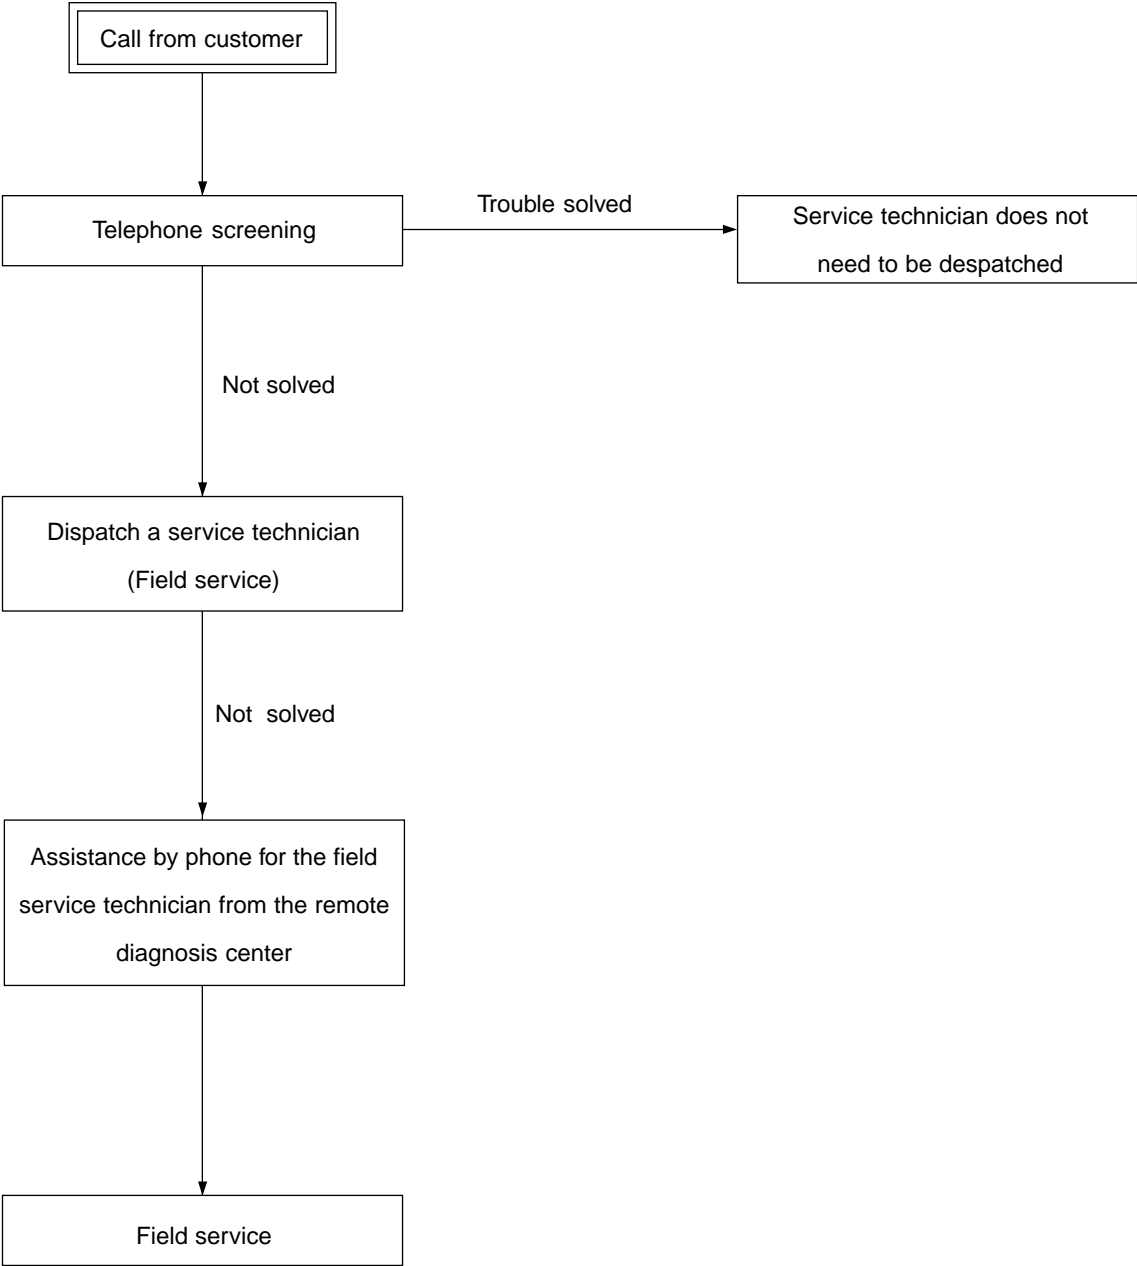 Call from customer
Telephone screening
Trouble solved
Service technician does not
need to be despatched
Not solved
Dispatch a service technician
(Field service)
Not solved
Assistance by phone for the field
service technician from the remote
diagnosis center
Field service